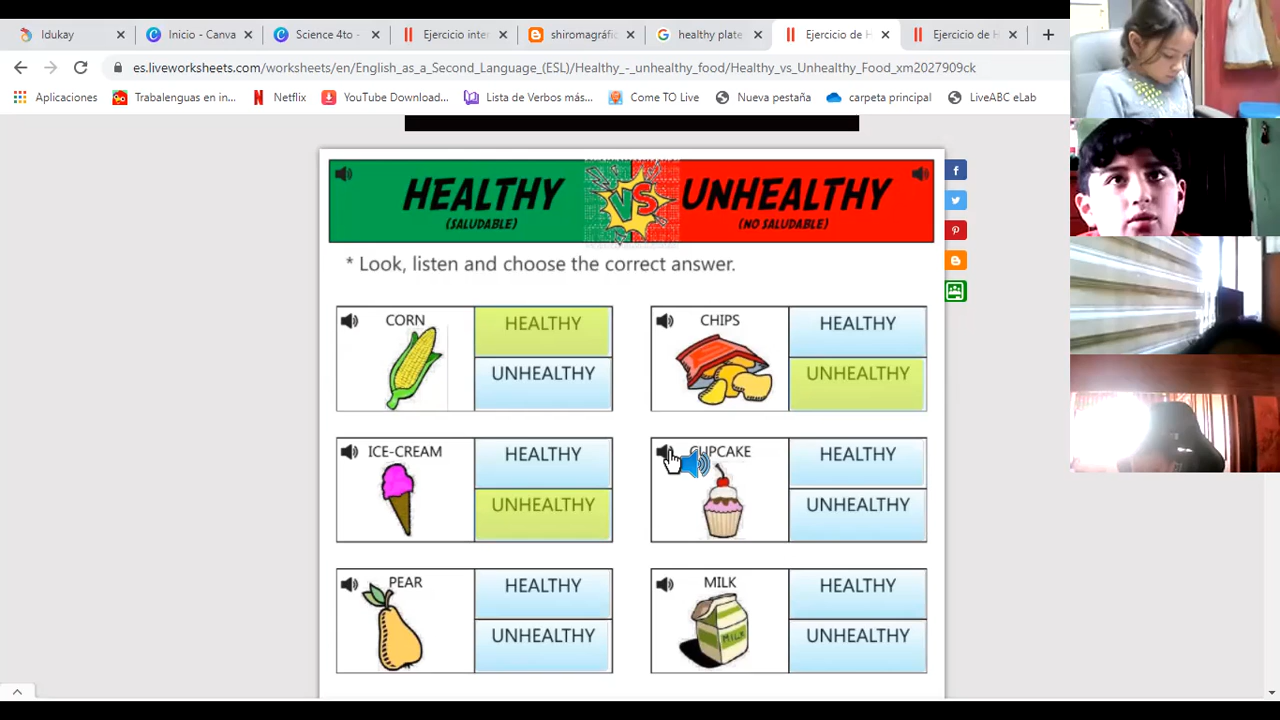 Idukay
Inicio - Canva
Science 4to -
Ejercicio inter
shiromagráfic
healthy plate
Ejercicio de H
Ejercicio de H
es.liveworksheets.com/worksheets/en/English_as_a_Second_Language_(ESL)/Healthy_-_unhealthy_food/Healthy_vs_Unhealthy_Food_xm2027909ck
Aplicaciones
Trabalenguas en in...
Netflix
YouTube Download...
Lista de Verbos más...
Come TO Live
Nueva pestaña
carpeta principal
LiveABC eLab
HEALTHY
(SALUDABLE)
VS
UNHEALTHY
(NO SALUDABLE)
* Look, listen and choose the correct answer.
CORN
HEALTHY
UNHEALTHY
CHIPS
HEALTHY
UNHEALTHY
ICE-CREAM
HEALTHY
UNHEALTHY
CUPCAKE
HEALTHY
UNHEALTHY
PEAR
HEALTHY
UNHEALTHY
MILK
MILK
HEALTHY
UNHEALTHY